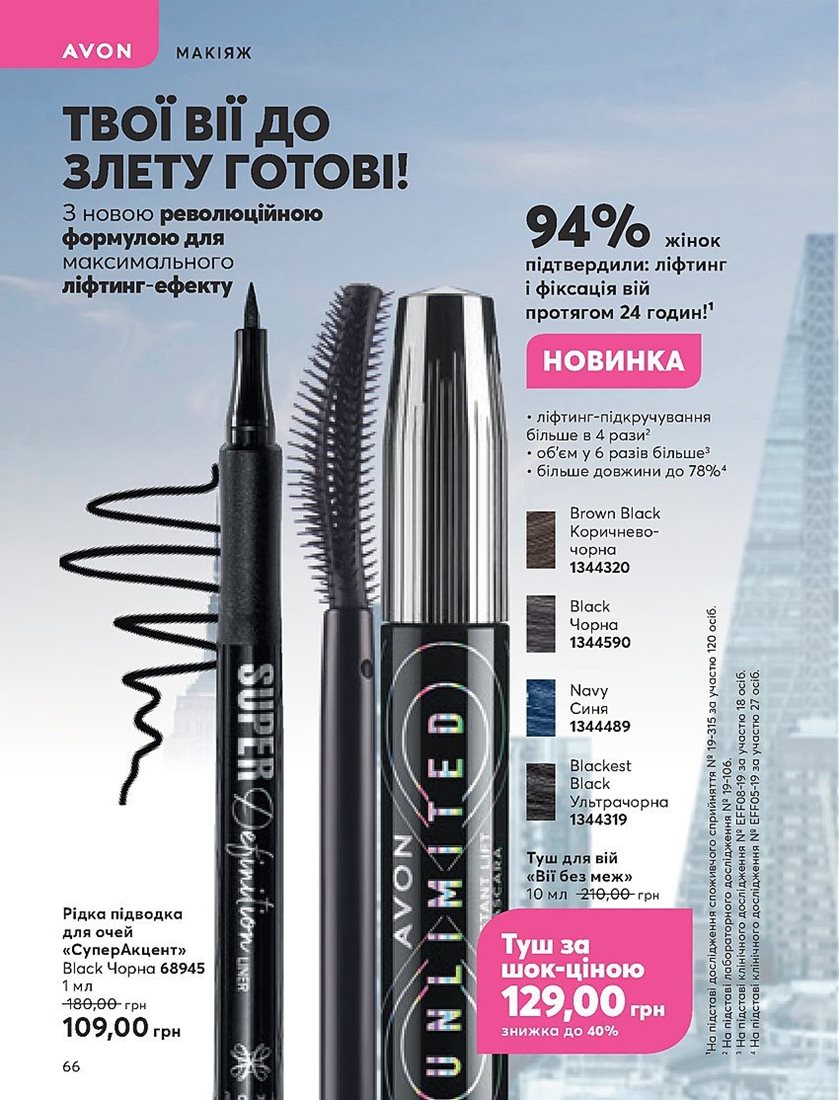 AVON
МАКІЯЖ
ТВОЇ ВІЇ ДО
ЗЛЕТУ ГОТОВІ!
З новою революційною
формулою для
максимального
ліфтинг-ефекту
94% жінок
підтвердили: ліфтинг
і фіксація вій
протягом 24 годин!¹
НОВИНКА
• ліфтинг-підкручування
більше в 4 рази²
• об'єм у 6 разів більше³
• більше довжини до 78%⁴
Brown Black
Коричнево-
чорна
1344320
Black
Чорна
1344590
Navy
Синя
1344489
Blackest
Black
Ультрачорна
1344319
Туш для вій
«Вії без меж»
10 мл 210,00 грн
Туш за
шок-ціною
129,00 грн
знижка до 40%
SUPER
Definition
LINER
AVON
UNLIMITED
Рідка підводка
для очей
«СуперАкцент»
Black Чорна 68945
1 мл
180,00 грн
109,00 грн
66
¹На підставі дослідження споживчого сприйняття № 19-315 за участю 120 осіб.
² На підставі лабораторного дослідження № 19-106.
³ На підставі клінічного дослідження № EFF08-19 за участю 18 осіб.
⁴ На підставі клінічного дослідження № EFF05-19 за участю 27 осіб.